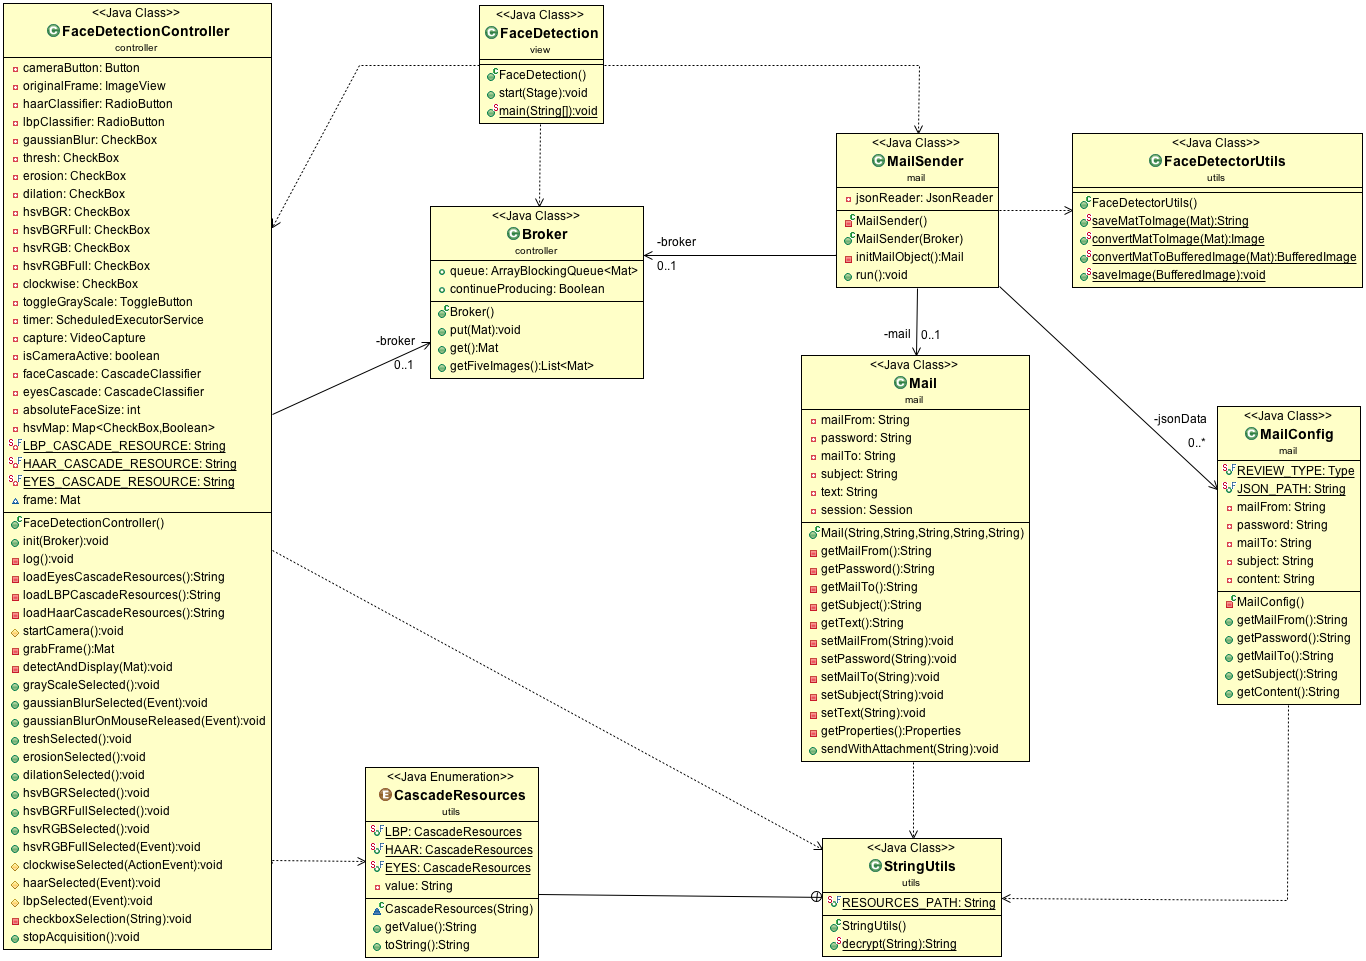 <<Java Class>>
FaceDetectionController
controller
cameraButton: Button
originalFrame: ImageView
haarClassifier: RadioButton
lbpClassifier: RadioButton
gaussianBlur: CheckBox
thresh: CheckBox
erosion: CheckBox
dilation: CheckBox
hsvBGR: CheckBox
hsvBGRFull: CheckBox
hsvRGB: CheckBox
hsvRGBFull: CheckBox
clockwise: CheckBox
toggleGrayScale: ToggleButton
timer: ScheduledExecutorService
capture: VideoCapture
isCameraActive: boolean
faceCascade: CascadeClassifier
eyesCascade: CascadeClassifier
absoluteFaceSize: int
hsvMap: Map<CheckBox,Boolean>
LBP_CASCADE_RESOURCE: String
HAAR_CASCADE_RESOURCE: String
EYES_CASCADE_RESOURCE: String
frame: Mat
FaceDetectionController()
init(Broker):void
log():void
loadEyesCascadeResources():String
loadLBPCascadeResources():String
loadHaarCascadeResources():String
startCamera():void
grabFrame():Mat
detectAndDisplay(Mat):void
grayScaleSelected():void
gaussianBlurSelected(Event):void
gaussianBlurOnMouseReleased(Event):void
treshSelected():void
erosionSelected():void
dilationSelected():void
hsvBGRSelected():void
hsvBGRFullSelected():void
hsvRGBSelected():void
hsvRGBFullSelected(Event):void
clockwiseSelected(ActionEvent):void
haarSelected(Event):void
lbpSelected(Event):void
checkboxSelection(String):void
stopAcquisition():void
<<Java Class>>
FaceDetection
view
FaceDetection()
start(Stage):void
main(String[]):void
<<Java Class>>
Broker
controller
queue: ArrayBlockingQueue<Mat>
continueProducing: Boolean
Broker()
put(Mat):void
get():Mat
getFiveImages():List<Mat>
-broker
0..1
-broker
0..1
<<Java Class>>
MailSender
mail
jsonReader: JsonReader
MailSender()
MailSender(Broker)
initMailObject():Mail
run():void
<<Java Class>>
FaceDetectorUtils
utils
FaceDetectorUtils()
saveMatToImage(Mat):String
convertMatToImage(Mat):Image
convertMatToBufferedImage(Mat):BufferedImage
saveImage(BufferedImage):void
-mail
0..1
<<Java Class>>
Mail
mail
mailFrom: String
password: String
mailTo: String
subject: String
text: String
session: Session
Mail(String,String,String,String,String)
getMailFrom():String
getPassword():String
getMailTo():String
getSubject():String
getText():String
setMailFrom(String):void
setPassword(String):void
setMailTo(String):void
setSubject(String):void
setText(String):void
getProperties():Properties
sendWithAttachment(String):void
-jsonData
0..*
<<Java Class>>
MailConfig
mail
REVIEW_TYPE: Type
JSON_PATH: String
mailFrom: String
password: String
mailTo: String
subject: String
content: String
MailConfig()
getMailFrom():String
getPassword():String
getMailTo():String
getSubject():String
getContent():String
<<Java Enumeration>>
CascadeResources
utils
LBP: CascadeResources
HAAR: CascadeResources
EYES: CascadeResources
value: String
CascadeResources(String)
getValue():String
toString():String
<<Java Class>>
StringUtils
utils
RESOURCES_PATH: String
StringUtils()
decrypt(String):String